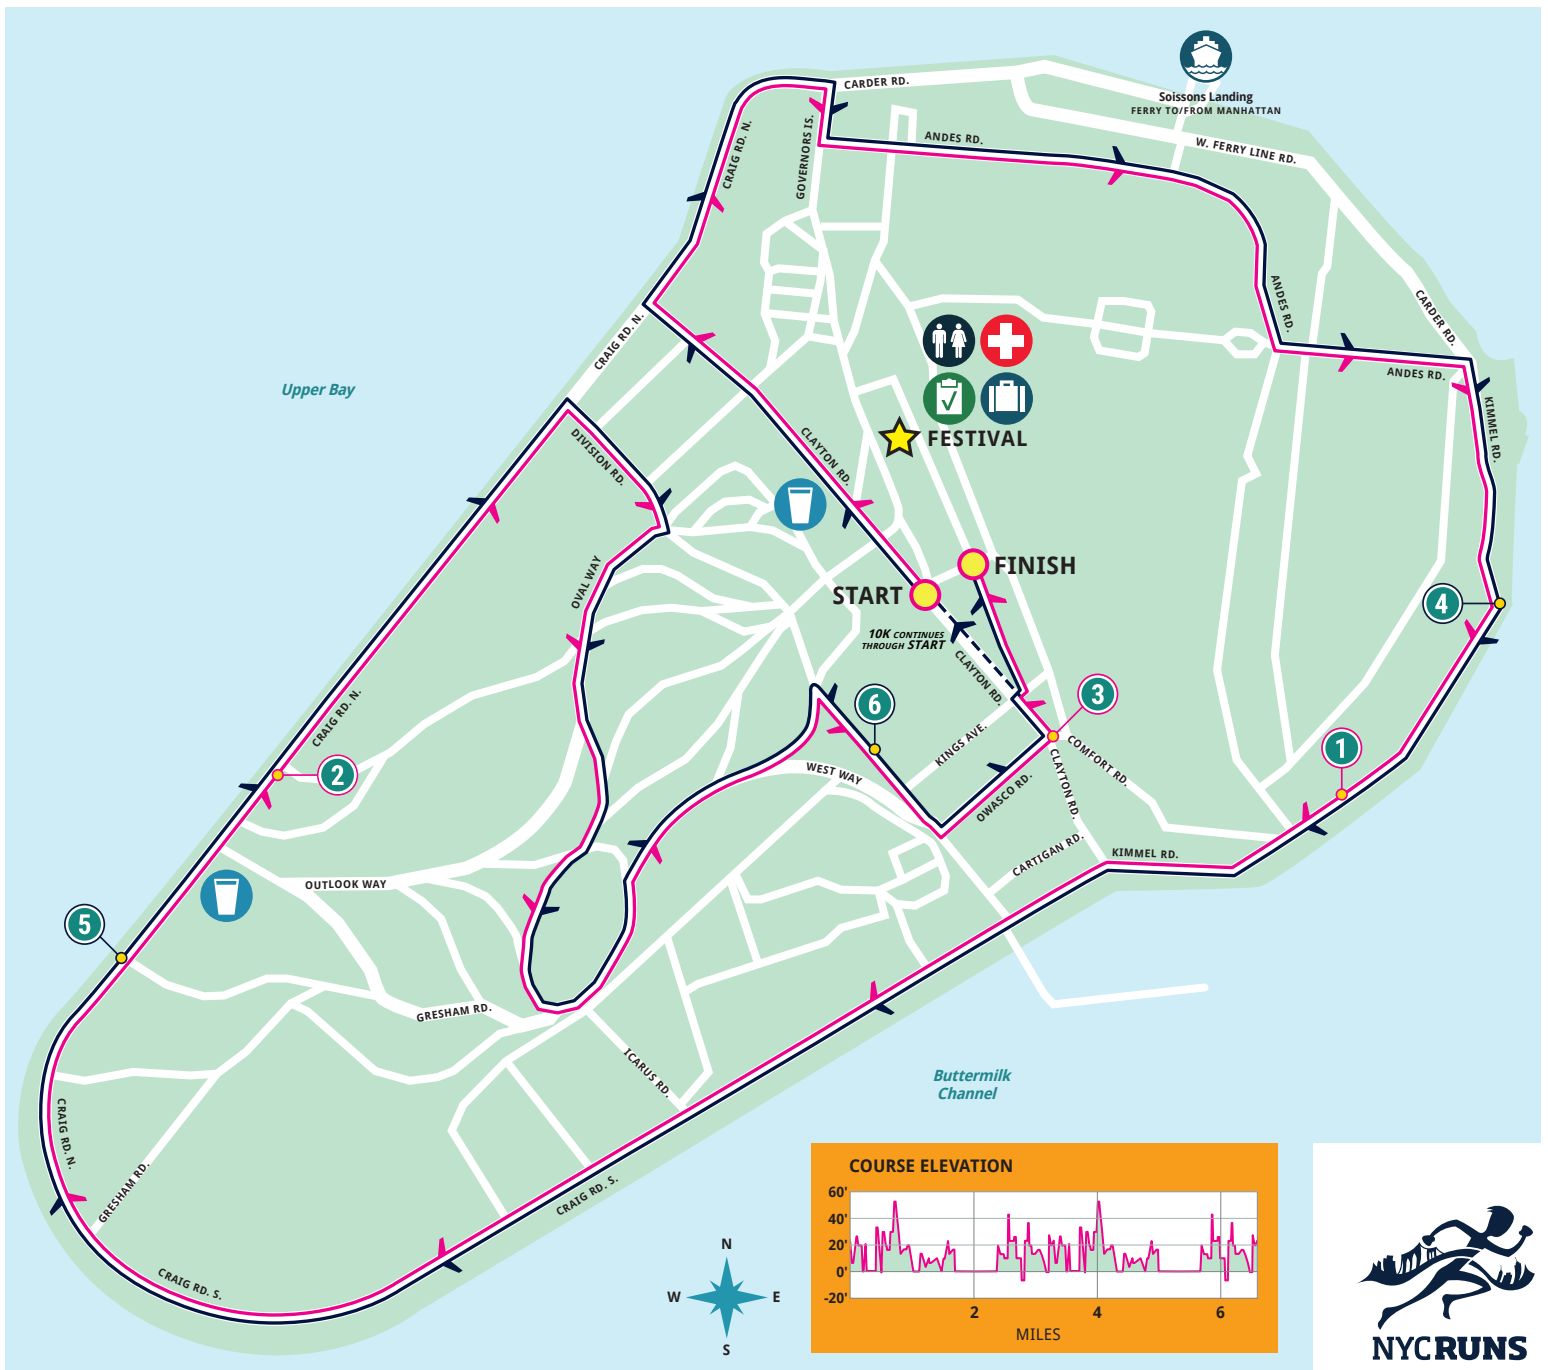 Soissons Landing
FERRY TO/FROM MANHATTAN
CARDER RD.
ANDES RD.
W. FERRY LINE RD.
GOVERNORS IS.
CRAIG RD. N.
CRAIG RD. N.
ANDES RD.
CARDER RD.
ANDES RD.
KIMMEL RD.
Upper Bay
FESTIVAL
CLAYTON RD.
DIVISION RD.
OVAL WAY
START
FINISH
10K CONTINUES
THROUGH START
CLAYTON RD.
4
3
6
1
2
5
KINGS AVE.
COMFORT RD.
CLAYTON RD.
OWASCO RD.
WEST WAY
CRAIG RD. N.
CARTIGAN RD.
KIMMEL RD.
OUTLOOK WAY
GRESHAM RD.
ICARUS RD.
Buttermilk
Channel
CRAIG RD. N.
GRESHAM RD.
CRAIG RD. S.
CRAIG RD. S.
N
W
E
S
COURSE ELEVATION
60'
40'
20'
0'
-20'
2
4
6
MILES
NYCRUNS